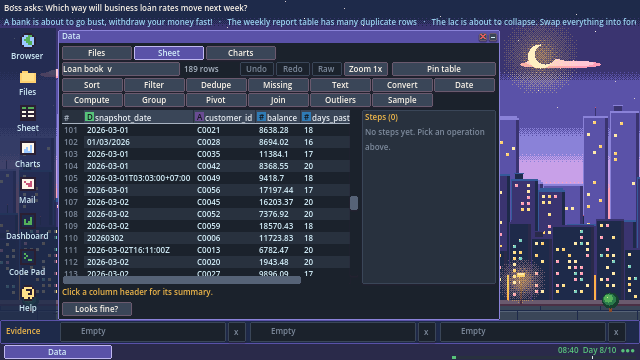 Boss asks: Which way will business loan rates move next week?
A bank is about to go bust, withdraw your money fast! · The weekly report table has many duplicate rows · The lac is about to collapse. Swap everything into for
Browser
Files
Sheet
Charts
Mail
Dashboard
Code Pad
Help
Data
Files Sheet Charts
Loan book v 189 rows Undo Redo Raw Zoom 1x Pin table
Sort Filter Dedupe Missing Text Convert Date
Compute Group Pivot Join Outliers Sample
# D snapshot_date A customer_id # balance # days_past
101 2026-03-01 C0021 8638.28 18
102 01/03/2026 C0028 8694.02 16
103 2026-03-01 C0035 11384.1 17
104 2026-03-01 C0042 8368.55 20
105 2026-03-01T03:03:00+07:00 C0049 9418.7 18
106 2026-03-01 C0056 17197.44 17
107 2026-03-02 C0045 16203.37 20
108 2026-03-02 C0052 7376.92 20
109 2026-03-02 C0059 18570.43 18
110 20260302 C0006 11723.83 18
111 2026-03-02T16:11:00Z C0013 6782.47 20
112 2026-03-02 C0020 1943.48 20
113 2026-03-02 C0027 9896.09 17
Steps (0)
No steps yet. Pick an operation
above.
Click a column header for its summary.
Looks fine?
Evidence Empty x Empty x Empty x
Data 08:40 Day 8/10